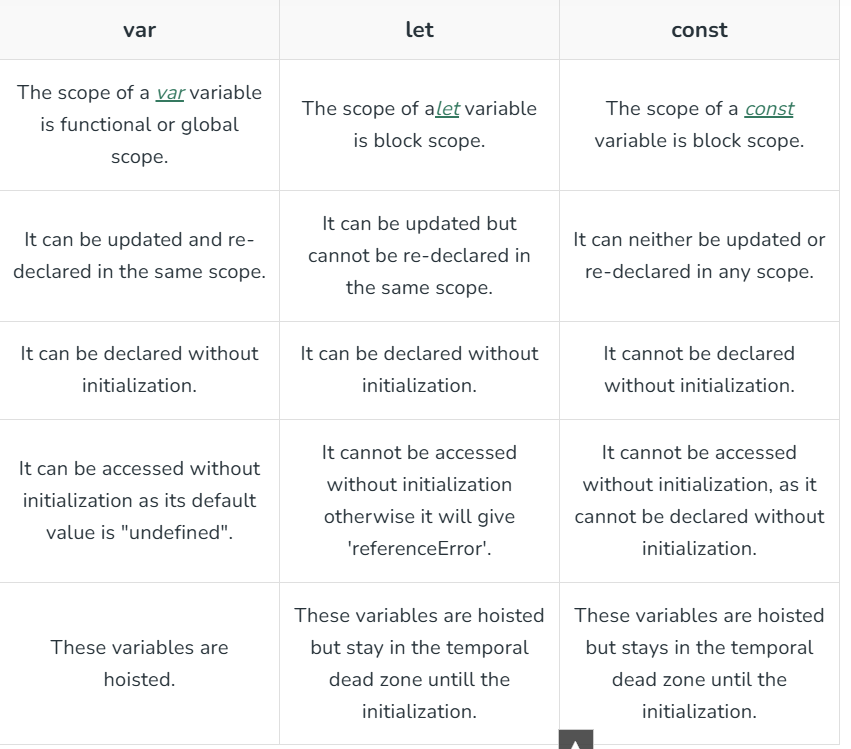 var
let
const
The scope of a var variable
is functional or global
scope.
The scope of alet variable
is block scope.
The scope of a const
variable is block scope.
It can be updated and re-
declared in the same scope.
It can be updated but
cannot be re-declared in
the same scope.
It can neither be updated or
re-declared in any scope.
It can be declared without
initialization.
It can be declared without
initialization.
It cannot be declared
without initialization.
It can be accessed without
initialization as its default
value is "undefined".
It cannot be accessed
without initialization
otherwise it will give
'referenceError'.
It cannot be accessed
without initialization, as it
cannot be declared without
initialization.
These variables are
hoisted.
These variables are hoisted
but stay in the temporal
dead zone untill the
initialization.
These variables are hoisted
but stays in the temporal
dead zone until the
initialization.